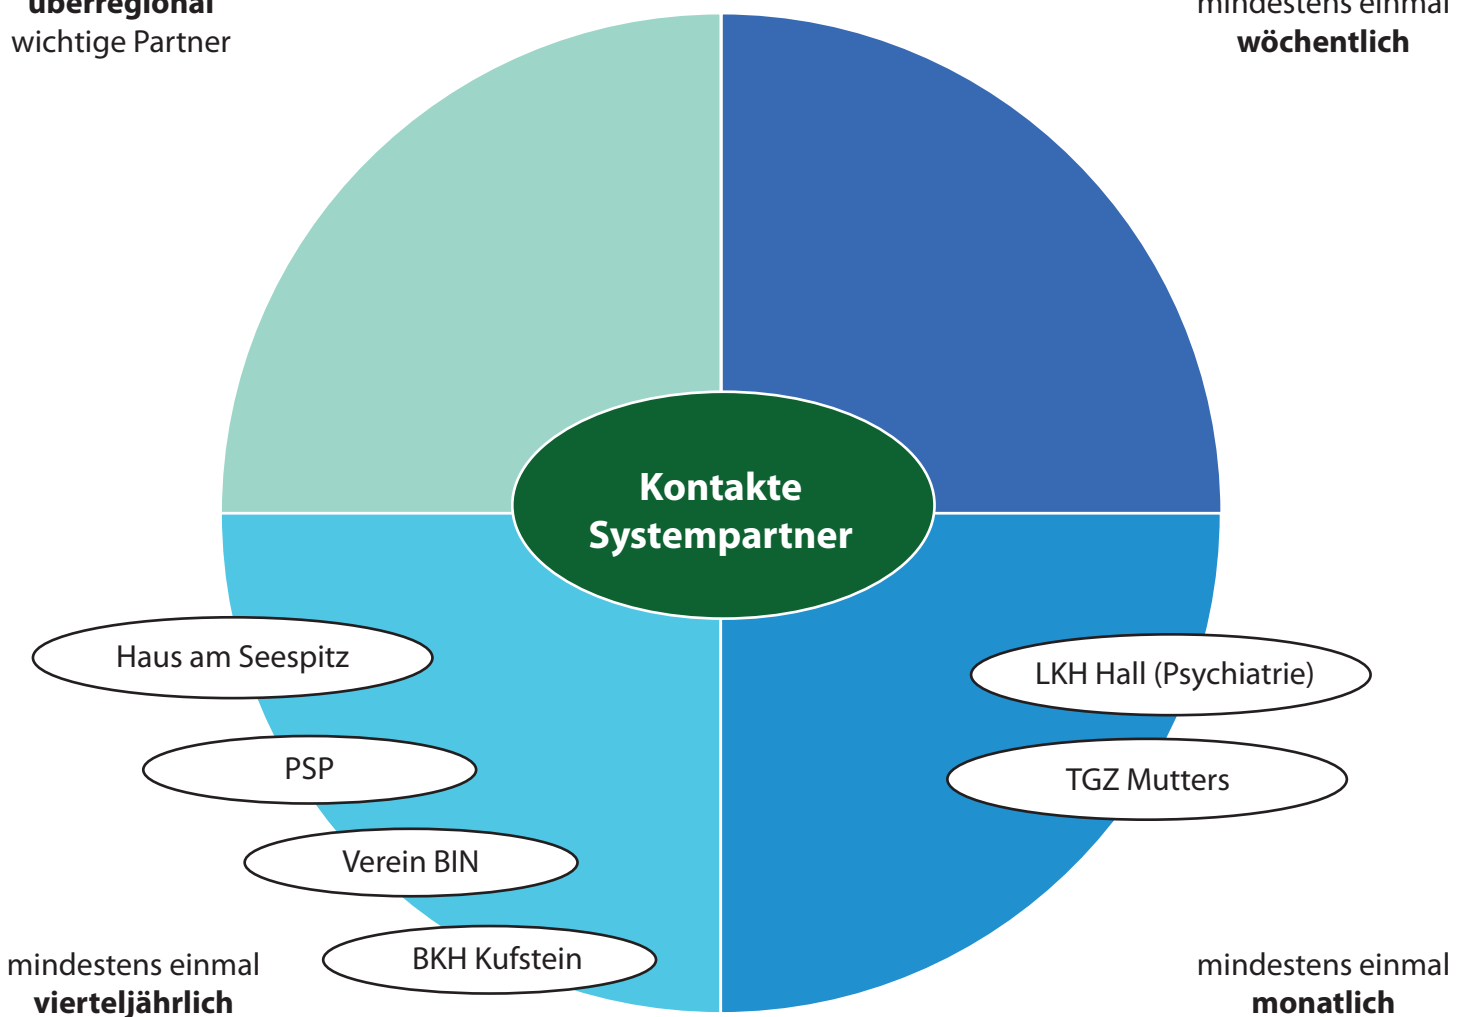 überregional
wichtige Partner
mindestens einmal
wöchentlich
Kontakte
Systempartner
Haus am Seespitz
PSP
Verein BIN
BKH Kufstein
LKH Hall (Psychiatrie)
TGZ Mutters
mindestens einmal
vierteljährlich
mindestens einmal
monatlich